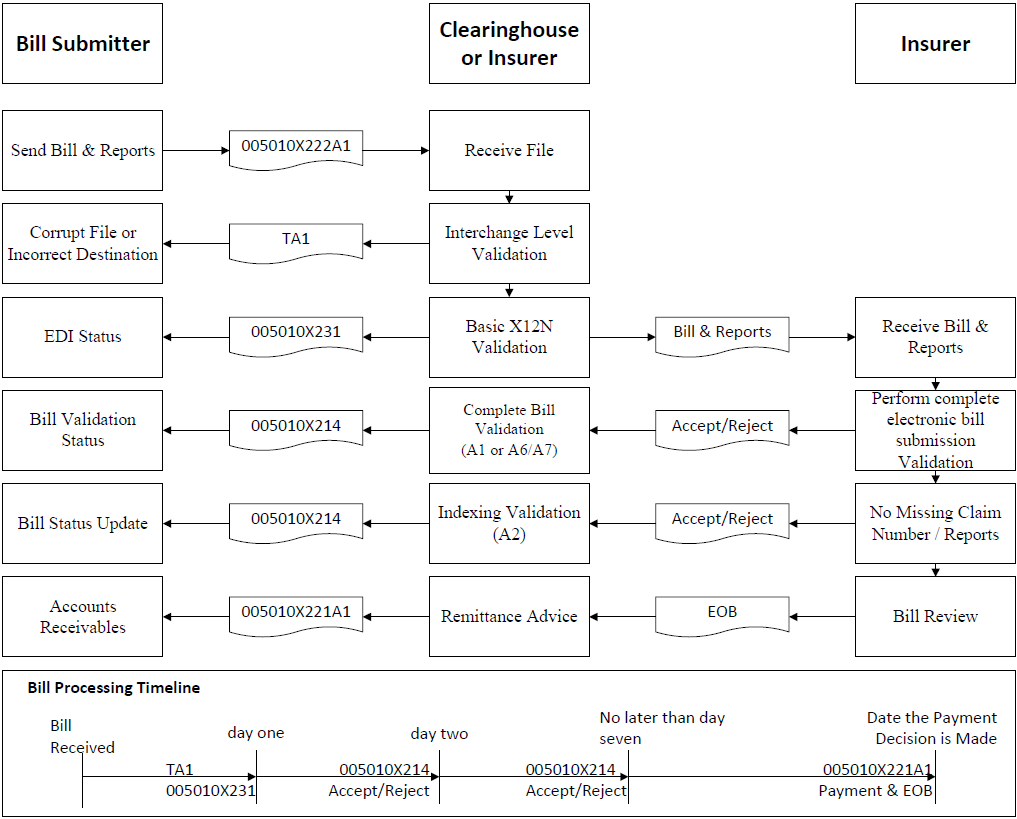 Bill Submitter
Clearinghouse
or Insurer
Insurer
Send Bill & Reports
005010X222A1
Receive File
Corrupt File or
Incorrect Destination
TA1
Interchange Level
Validation
EDI Status
005010X231
Basic X12N
Validation
Bill & Reports
Receive Bill &
Reports
Bill Validation
Status
005010X214
Complete Bill
Validation
(A1 or A6/A7)
Accept/Reject
Perform complete
electronic bill
submission
Validation
Bill Status Update
005010X214
Indexing Validation
(A2)
Accept/Reject
No Missing Claim
Number / Reports
Accounts
Receivables
005010X221A1
Remittance Advice
EOB
Bill Review
Bill Processing Timeline
Bill
Received
day one
day two
No later than day
seven
Date the Payment
Decision is Made
TA1
005010X231
005010X214
Accept/Reject
005010X214
Accept/Reject
005010X221A1
Payment & EOB